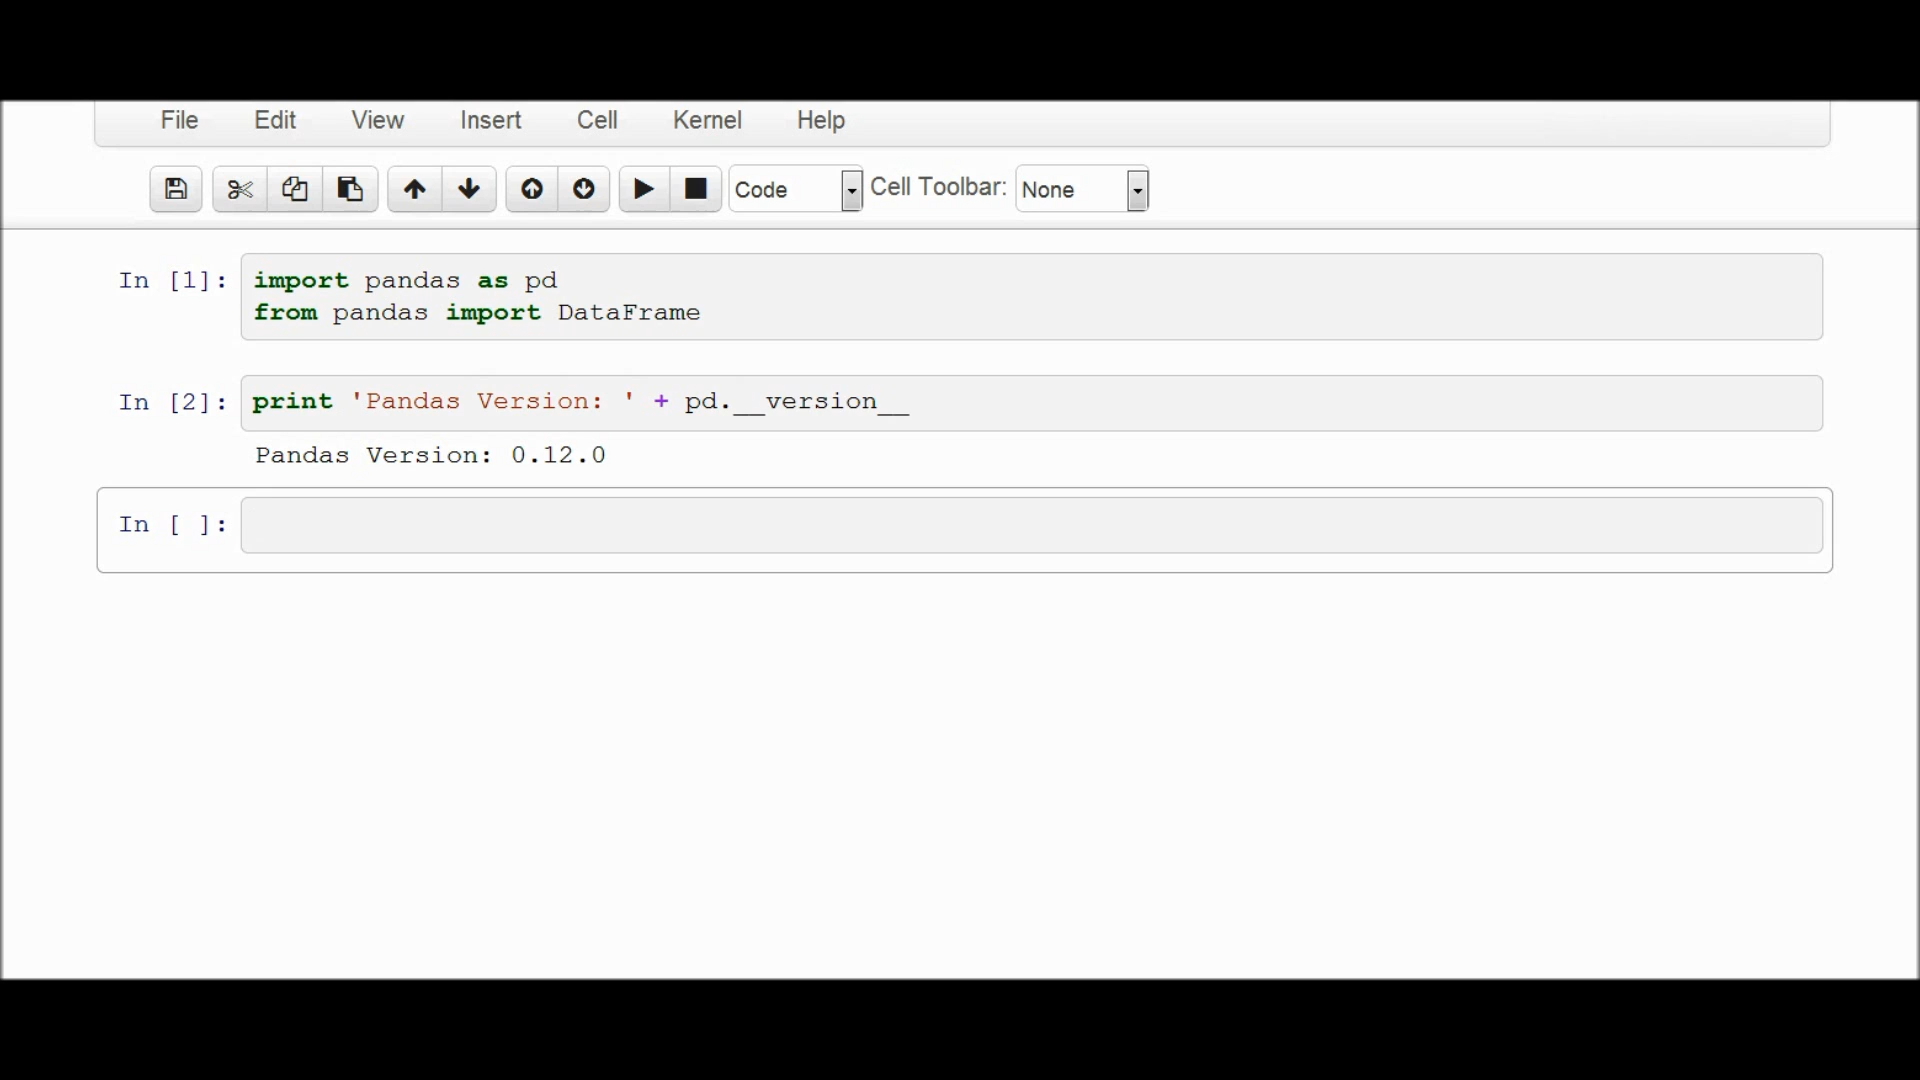 File Edit View Insert Cell Kernel Help
Code Cell Toolbar: None
In [1]: import pandas as pd
from pandas import DataFrame
In [2]: print 'Pandas Version: ' + pd.__version__
Pandas Version: 0.12.0
In [ ]: